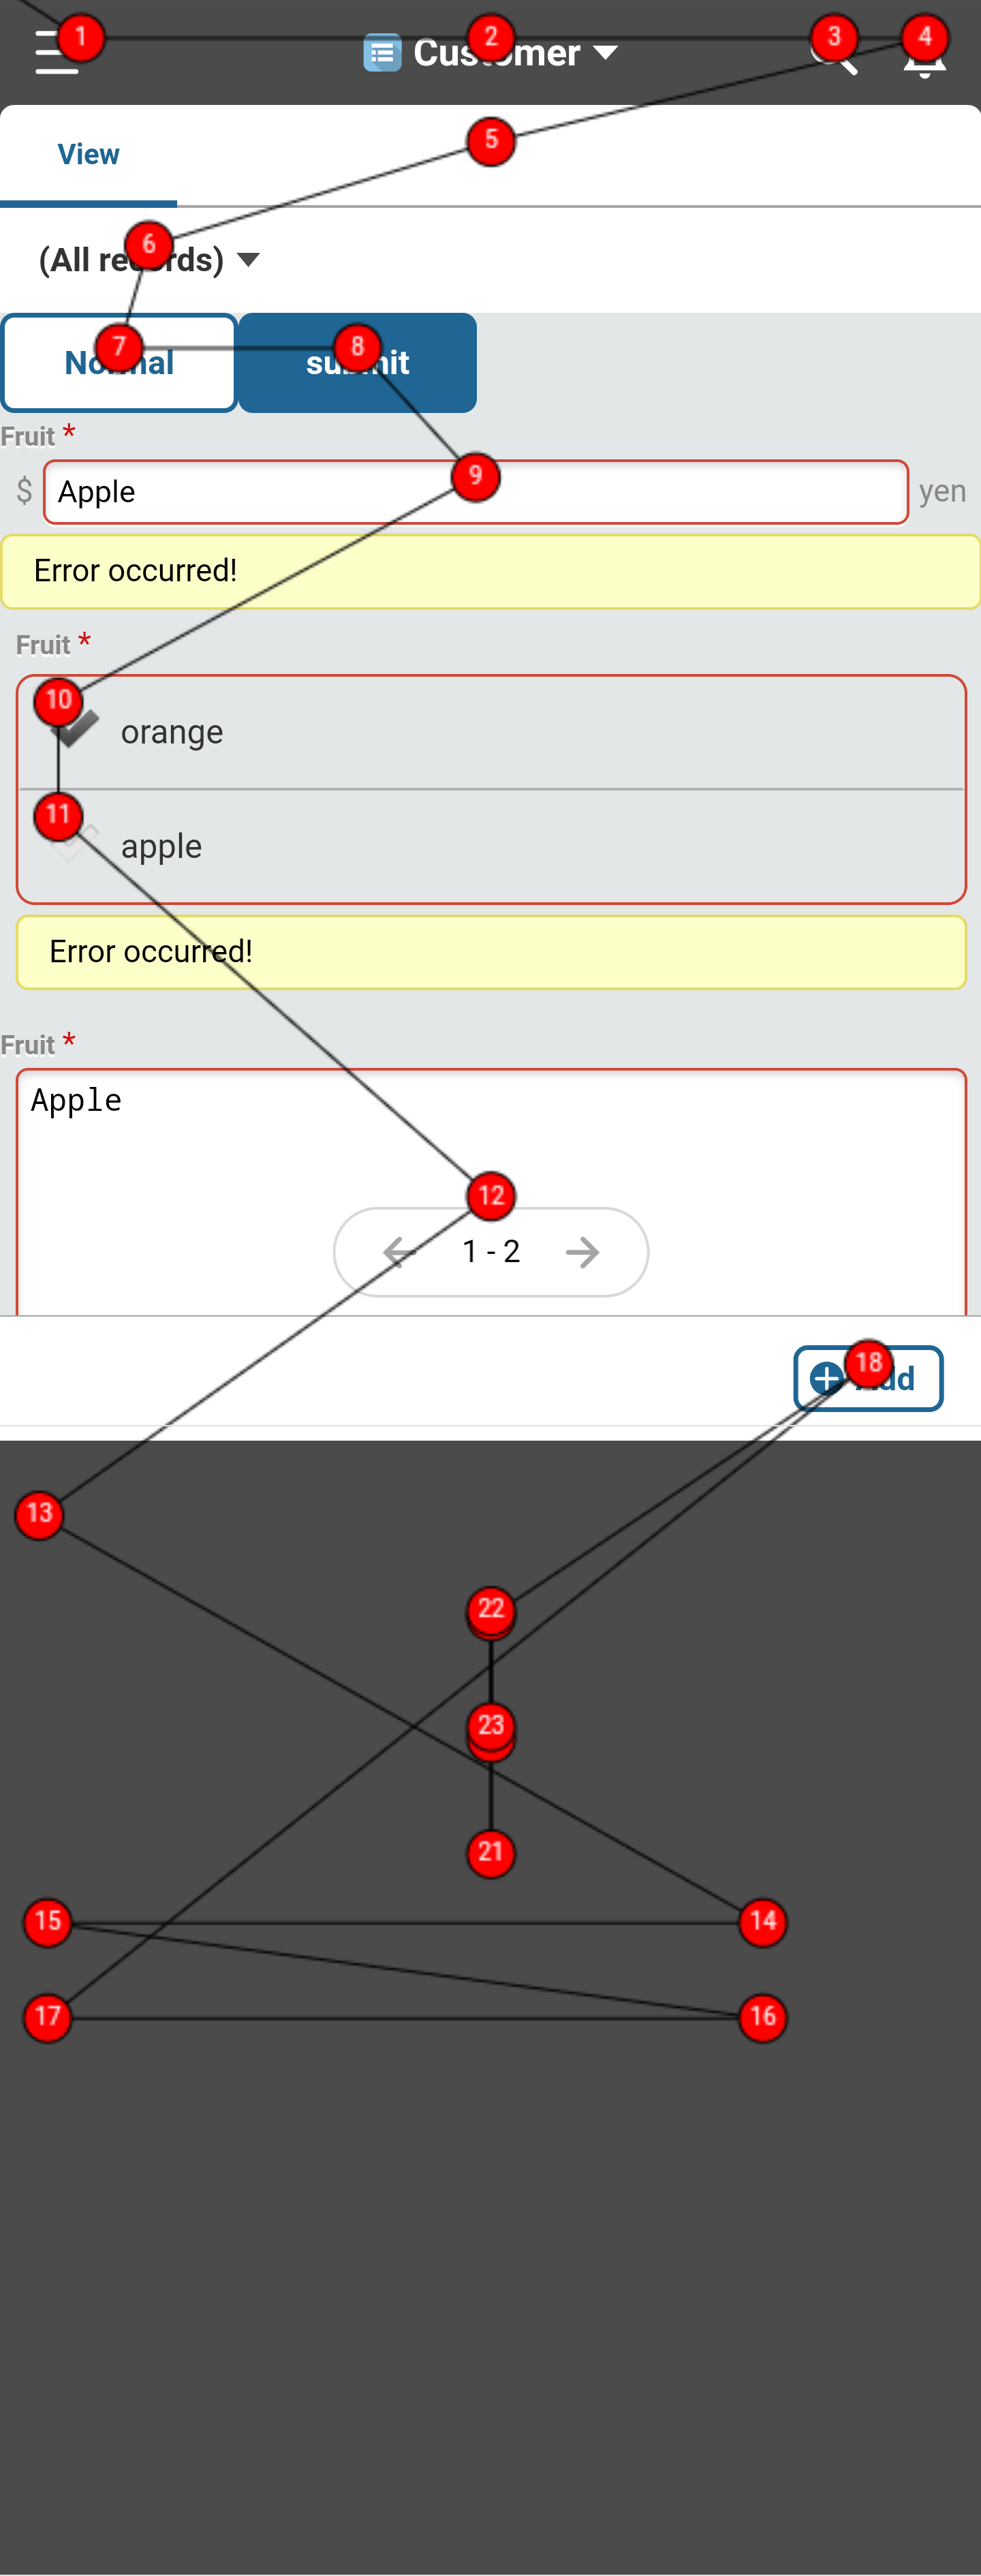 1
2
3
4
Customer
5
View
6
(All records)
7
8
Normal
submit
Fruit *
9
$ Apple yen
Error occurred!
Fruit *
10
orange
11
apple
Error occurred!
Fruit *
Apple
12
1 - 2
18
Add
13
22
23
21
15
14
17
16